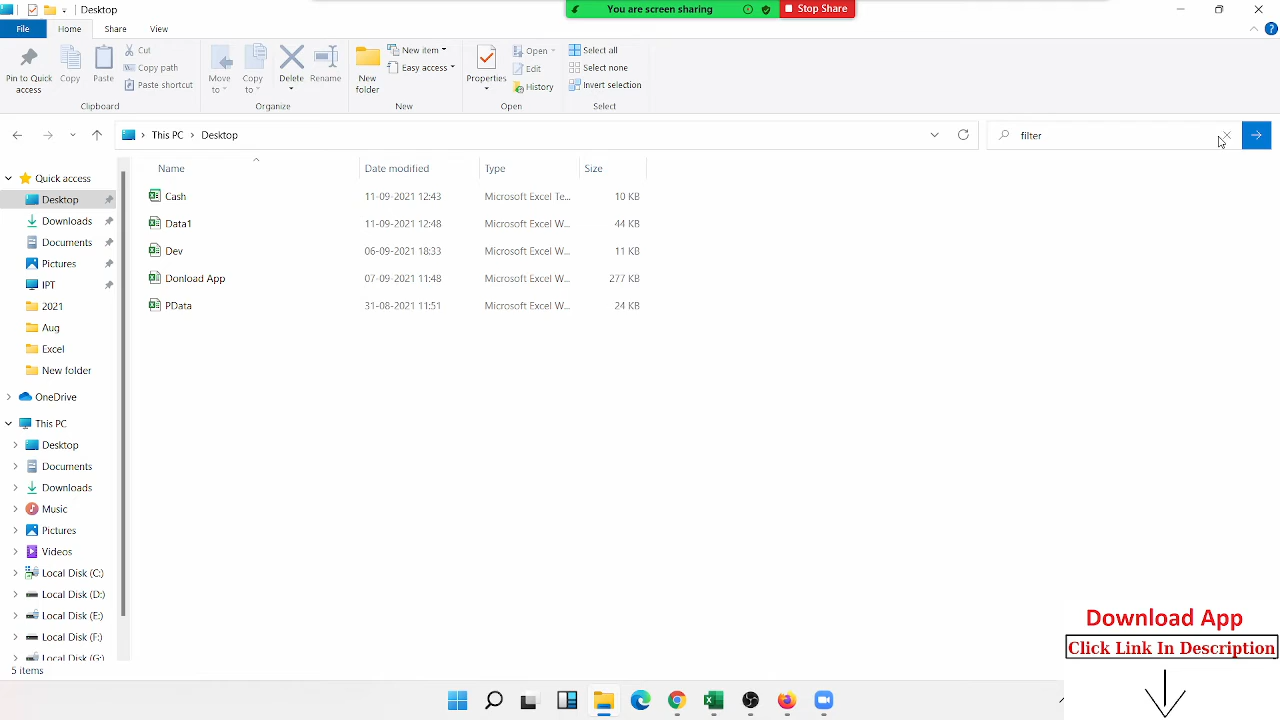 Desktop
You are screen sharing
Stop Share
File Home Share View
Pin to Quick access
Copy
Paste
Cut
Copy path
Paste shortcut
Clipboard
Move to
Copy to
Delete
Rename
Organize
New folder
New item
Easy access
New
Properties
Open
Edit
History
Open
Select all
Select none
Invert selection
Select
This PC > Desktop
filter
Name Date modified Type Size
Cash 11-09-2021 12:43 Microsoft Excel Te... 10 KB
Data1 11-09-2021 12:48 Microsoft Excel W... 44 KB
Dev 06-09-2021 18:33 Microsoft Excel W... 11 KB
Donload App 07-09-2021 11:48 Microsoft Excel W... 277 KB
PData 31-08-2021 11:51 Microsoft Excel W... 24 KB
Quick access
Desktop
Downloads
Documents
Pictures
IPT
2021
Aug
Excel
New folder
OneDrive
This PC
Desktop
Documents
Downloads
Music
Pictures
Videos
Local Disk (C:)
Local Disk (D:)
Local Disk (E:)
Local Disk (F:)
Local Disk (G:)
5 items
Download App
Click Link In Description